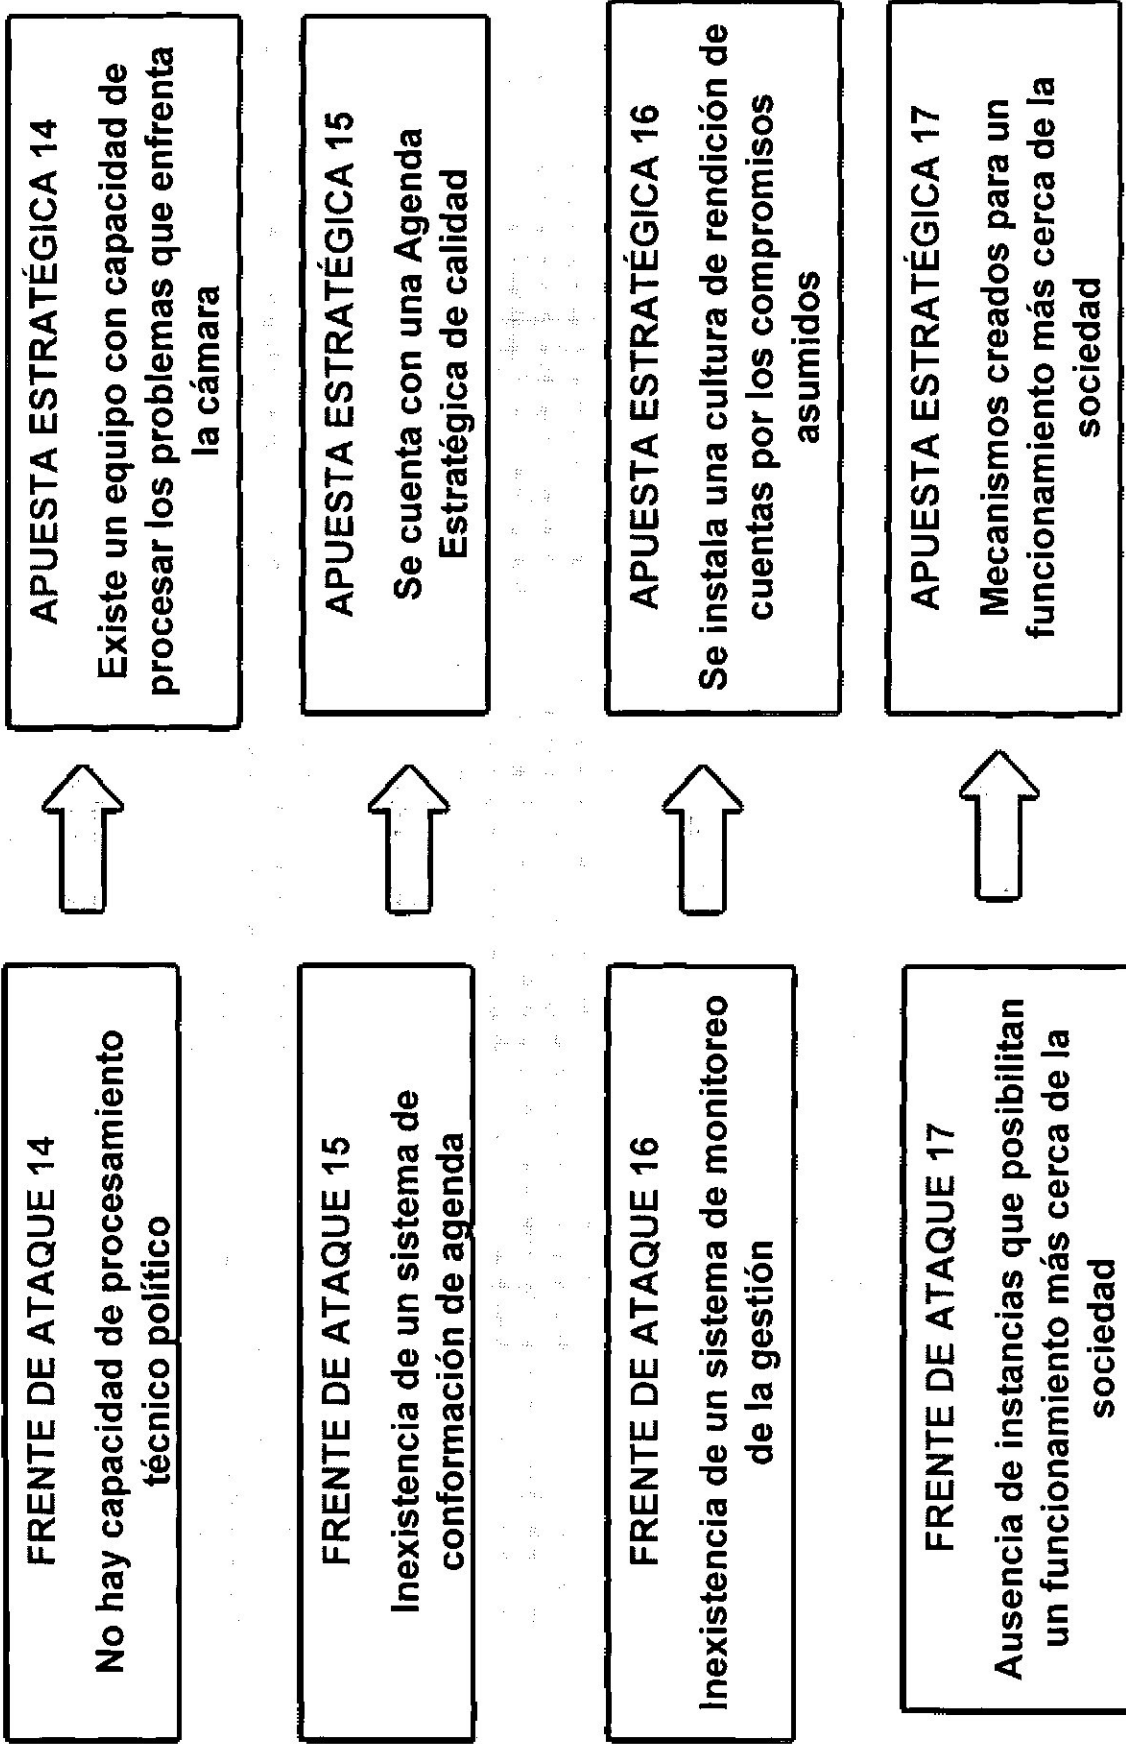 FRENTE DE ATAQUE 14
No hay capacidad de procesamiento
técnico político
APUESTA ESTRATÉGICA 14
Existe un equipo con capacidad de
procesar los problemas que enfrenta
la cámara
FRENTE DE ATAQUE 15
Inexistencia de un sistema de
conformación de agenda
APUESTA ESTRATÉGICA 15
Se cuenta con una Agenda
Estratégica de calidad
FRENTE DE ATAQUE 16
Inexistencia de un sistema de monitoreo
de la gestión
APUESTA ESTRATÉGICA 16
Se instala una cultura de rendición de
cuentas por los compromisos
asumidos
FRENTE DE ATAQUE 17
Ausencia de instancias que posibilitan
un funcionamiento más cerca de la
sociedad
APUESTA ESTRATÉGICA 17
Mecanismos creados para un
funcionamiento más cerca de la
sociedad